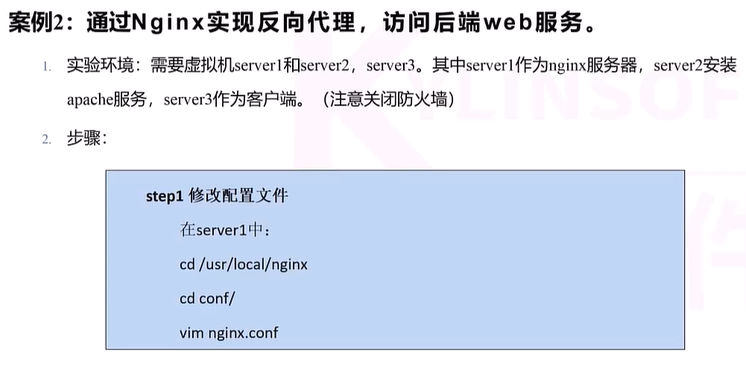 案例2：通过Nginx实现反向代理，访问后端web服务。
1. 实验环境：需要虚拟机server1和server2，server3。其中server1作为nginx服务器，server2安装
apache服务，server3作为客户端。（注意关闭防火墙）
2. 步骤：
step1 修改配置文件
在server1中：
cd /usr/local/nginx
cd conf/
vim nginx.conf